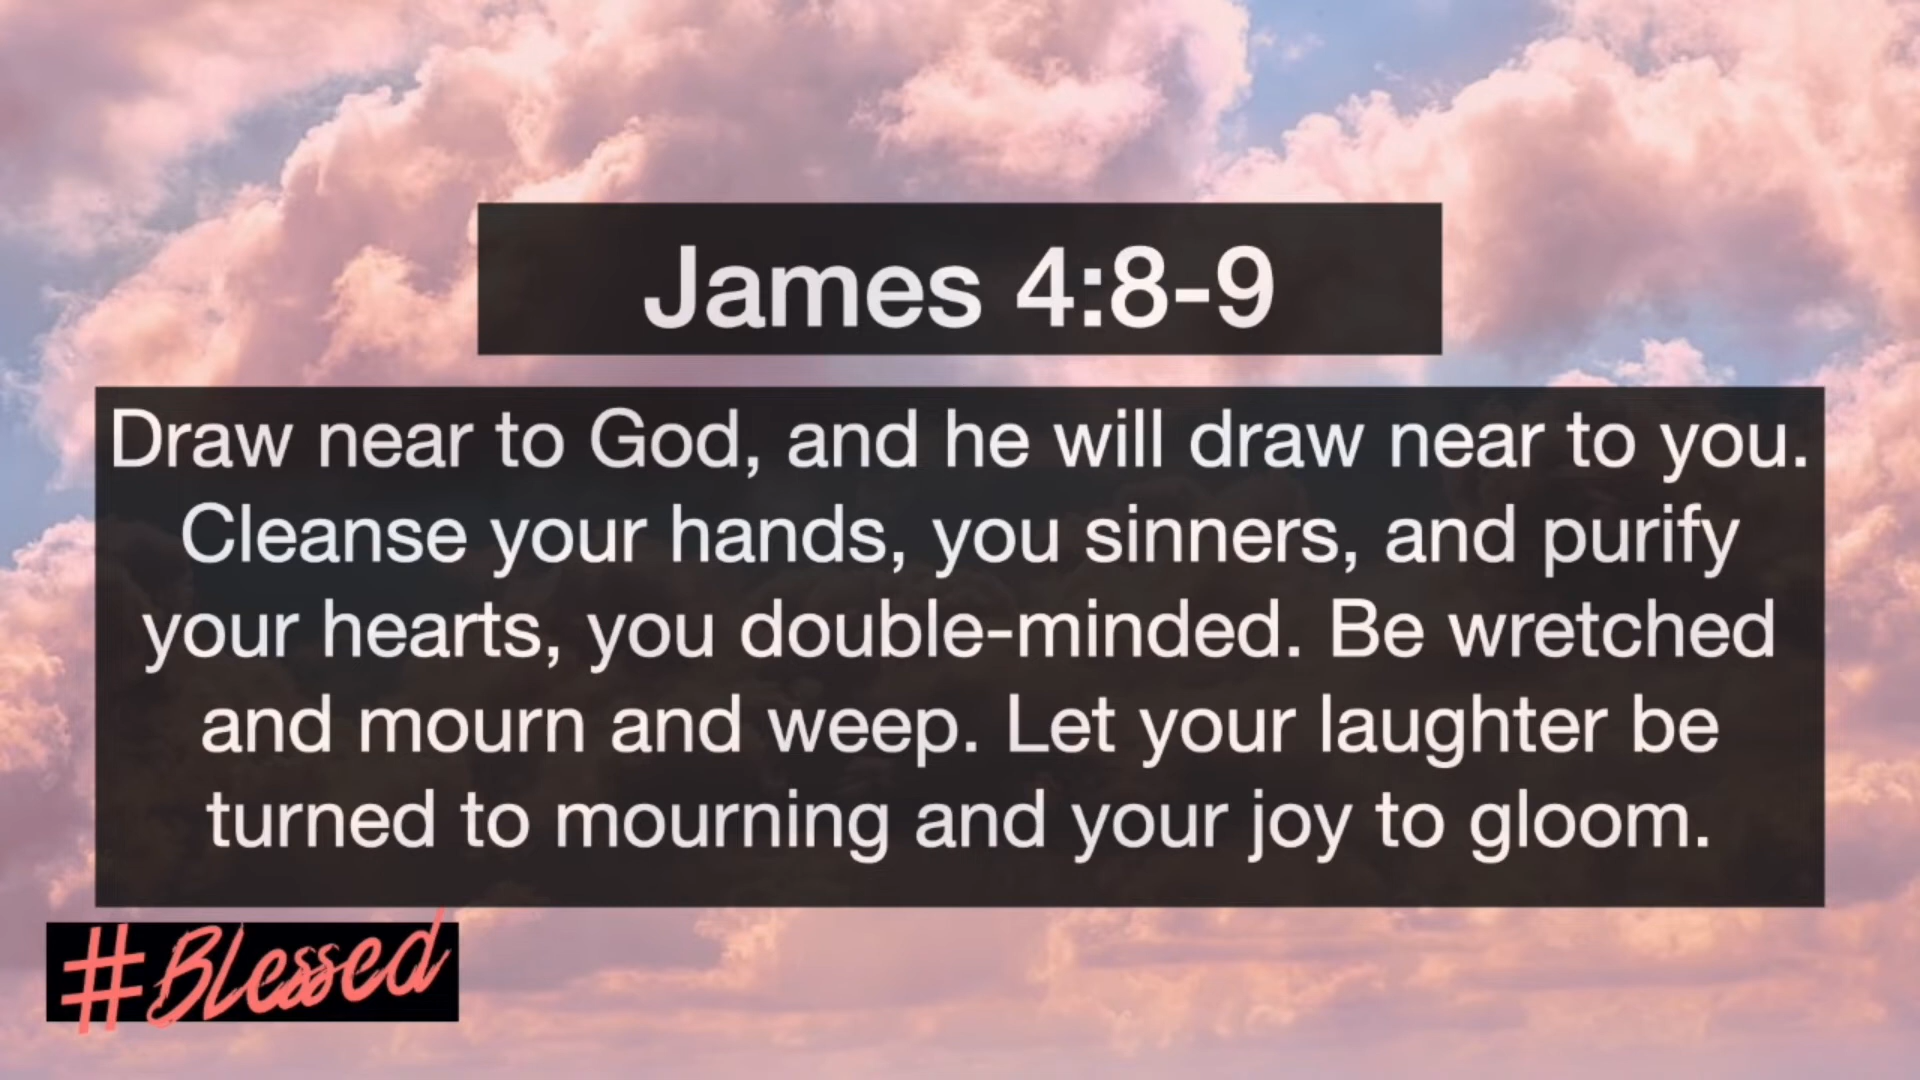 James 4:8-9
Draw near to God, and he will draw near to you.
Cleanse your hands, you sinners, and purify
your hearts, you double-minded. Be wretched
and mourn and weep. Let your laughter be
turned to mourning and your joy to gloom.
#Blessed